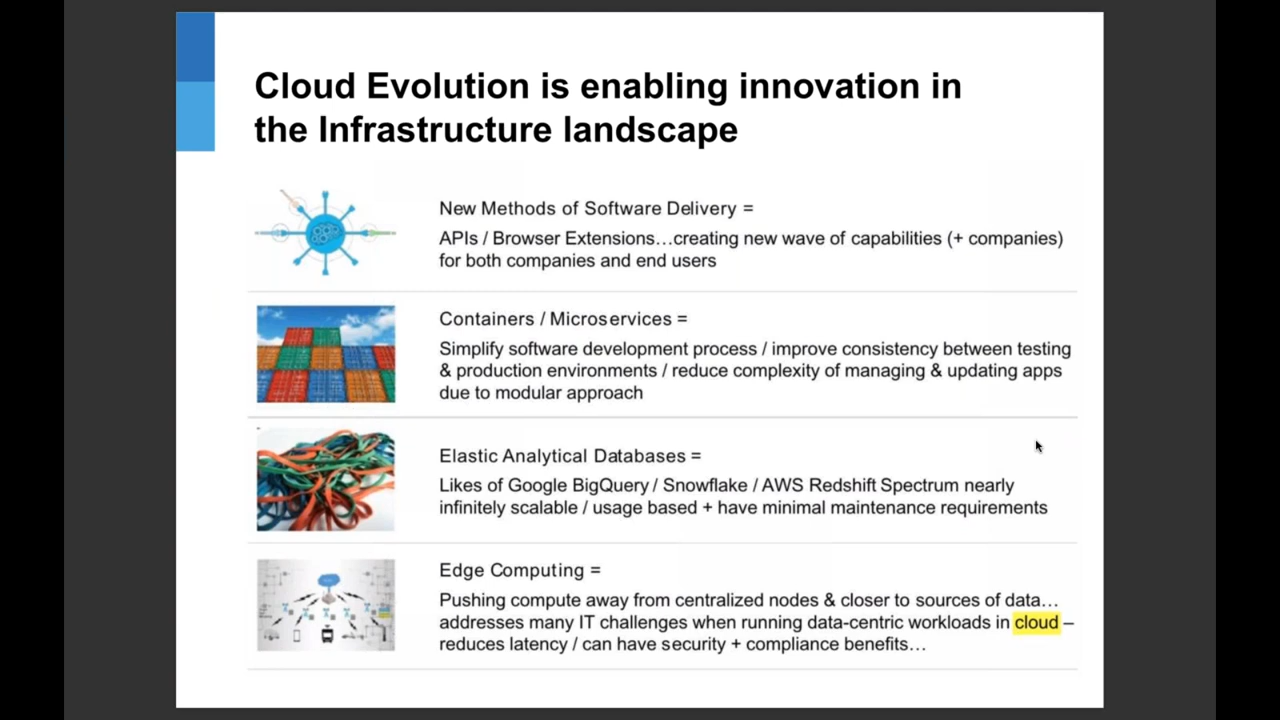 Cloud Evolution is enabling innovation in
the Infrastructure landscape
New Methods of Software Delivery =
APIs / Browser Extensions…creating new wave of capabilities (+ companies)
for both companies and end users
Containers / Microservices =
Simplify software development process / improve consistency between testing
& production environments / reduce complexity of managing & updating apps
due to modular approach
Elastic Analytical Databases =
Likes of Google BigQuery / Snowflake / AWS Redshift Spectrum nearly
infinitely scalable / usage based + have minimal maintenance requirements
Edge Computing =
Pushing compute away from centralized nodes & closer to sources of data…
addresses many IT challenges when running data-centric workloads in cloud –
reduces latency / can have security + compliance benefits…